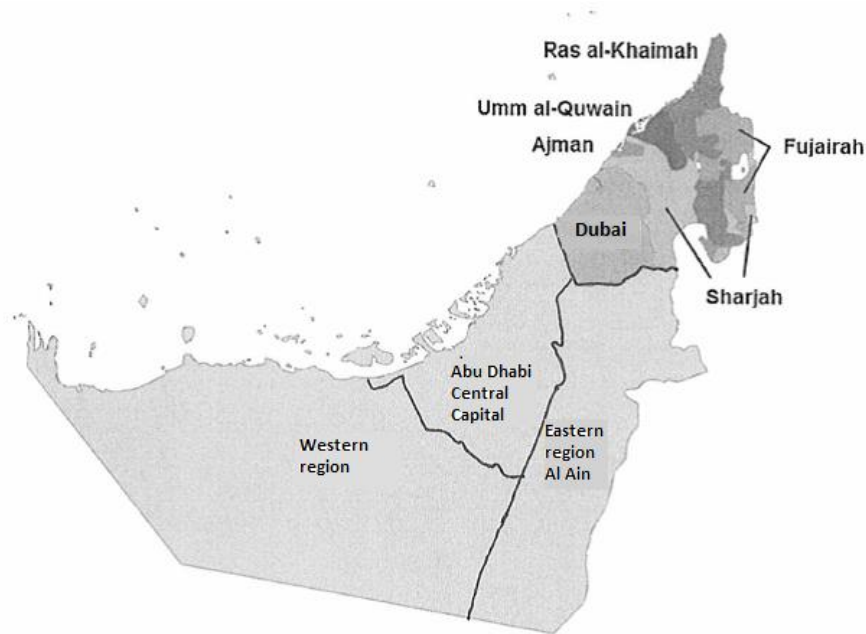 Ras al-Khaimah
Umm al-Quwain
Ajman
Fujairah
Dubai
Sharjah
Abu Dhabi
Central
Capital
Western
region
Eastern
region
Al Ain